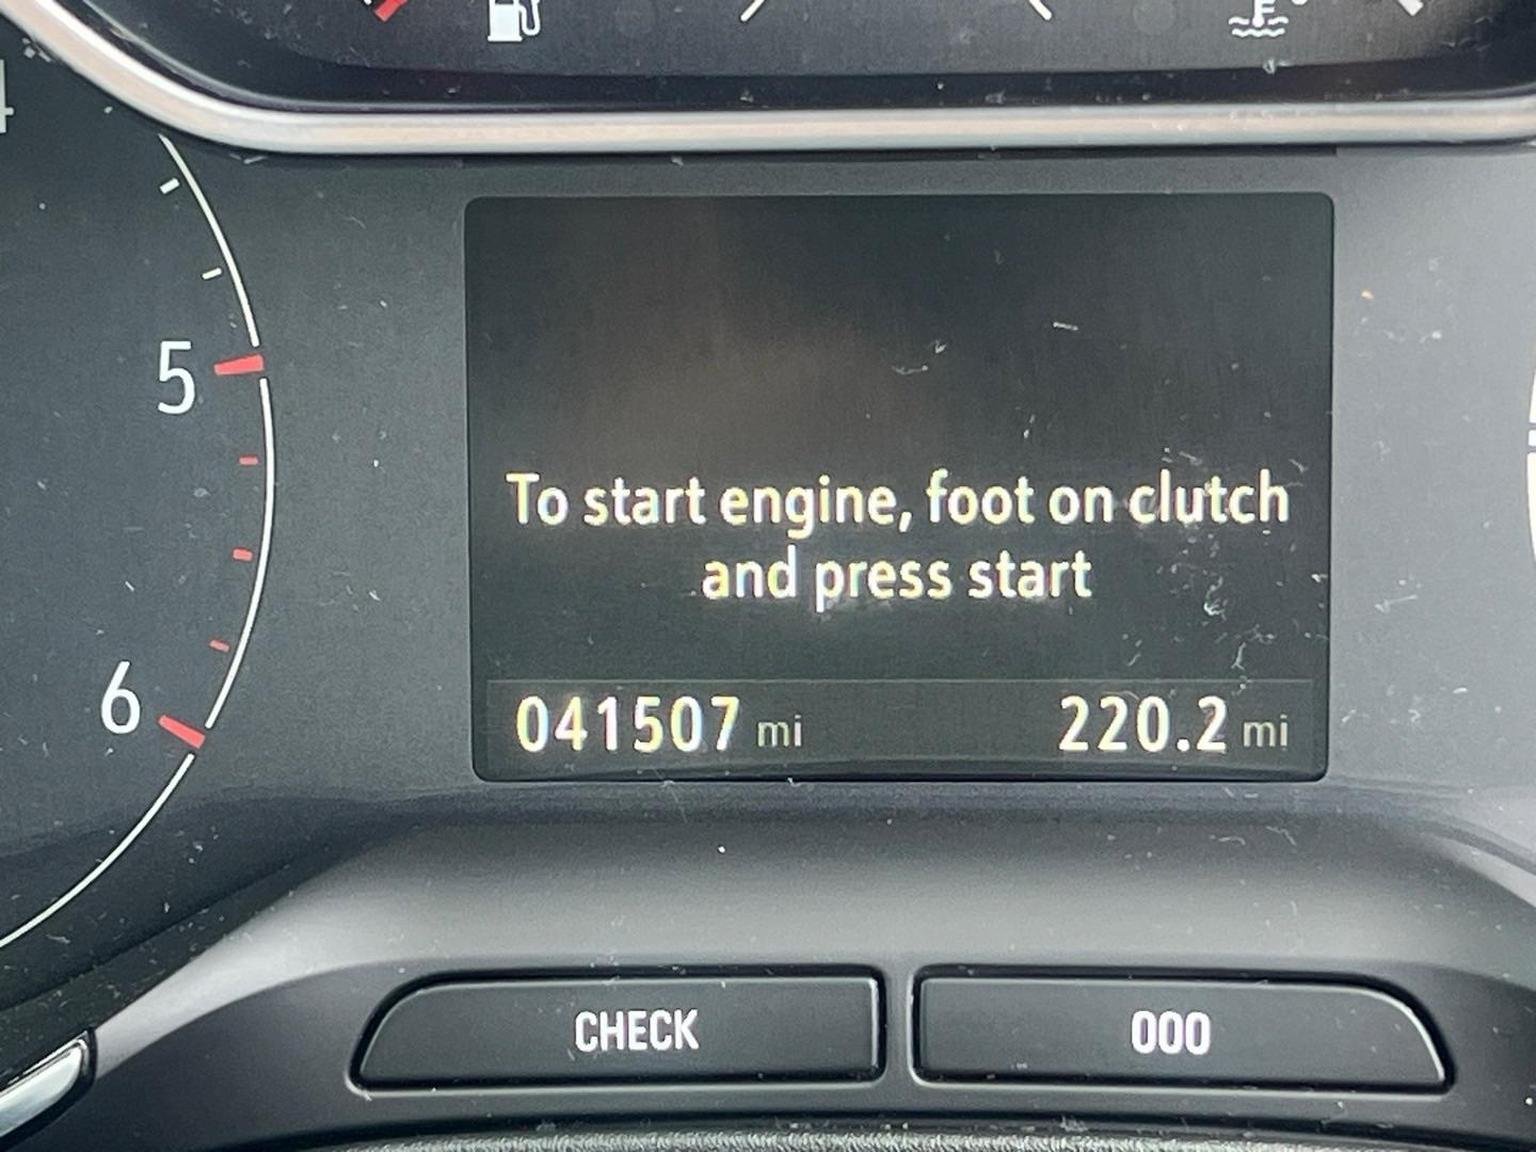 5
6
To start engine, foot on clutch
and press start
041507 mi
220.2 mi
CHECK
000